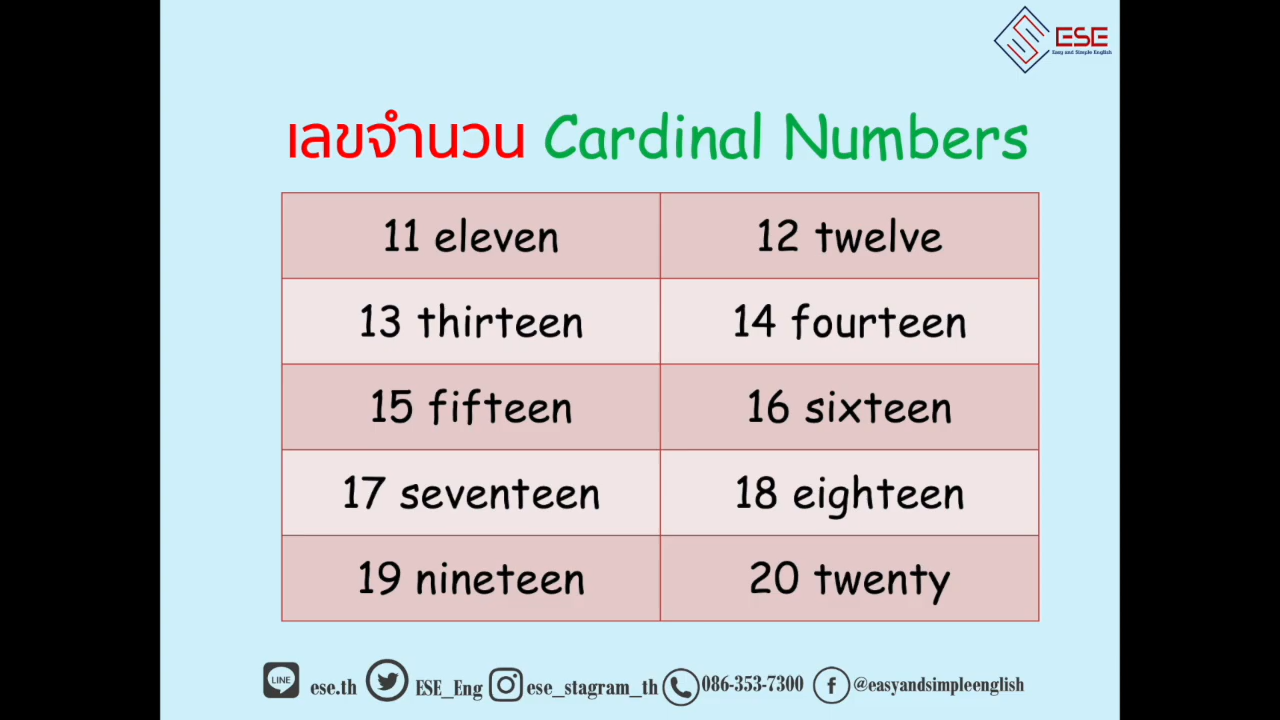 ESE
Easy and Simple English
เลขจำนวน Cardinal Numbers
11 eleven 12 twelve
13 thirteen 14 fourteen
15 fifteen 16 sixteen
17 seventeen 18 eighteen
19 nineteen 20 twenty
LINE ese.th ESE_Eng ese_stagram_th 086-353-7300 @easyandsimpleenglish